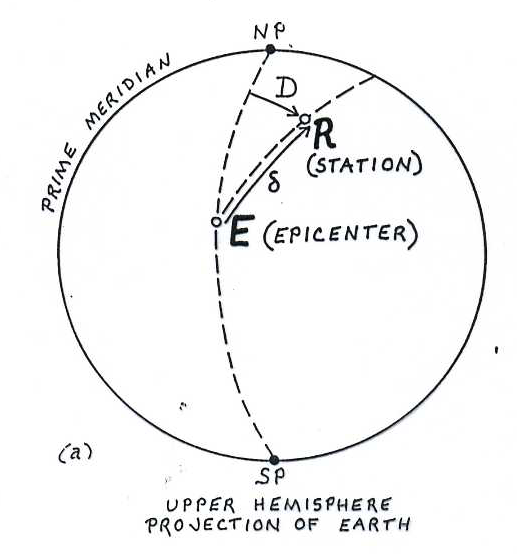 NP
PRIME MERIDIAN
D
R
(STATION)
δ
E (EPICENTER)
(a)
SP
UPPER HEMISPHERE
PROJECTION OF EARTH